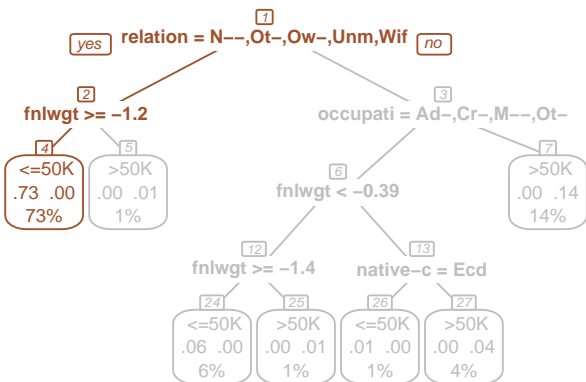 1
yes relation = N--,Ot-,Ow-,Unm,Wif no
2 3
fnlwgt >= -1.2 occupati = Ad-,Cr-,M--,Ot-
4 5 6 7
<=50K >50K >50K
.73 .00 .00 .01 .00 .14
73% 1% 14%
fnlwgt < -0.39
12 13
fnlwgt >= -1.4 native-c = Ecd
24 25 26 27
<=50K >50K <=50K >50K
.06 .00 .00 .01 .01 .00 .00 .04
6% 1% 1% 4%